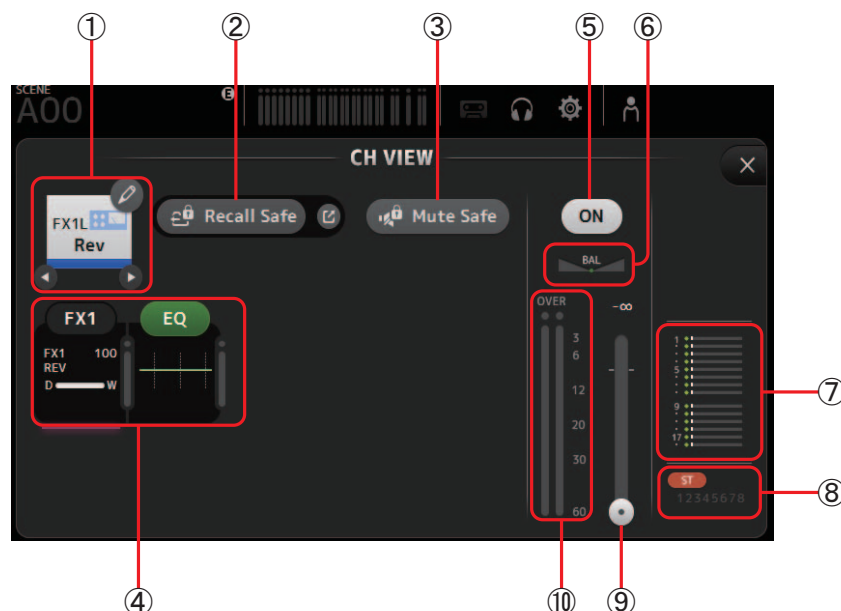 ① ② ③ ⑤ ⑥
SCENE
A00
E
CH VIEW
FX1L
Rev
Recall Safe
Mute Safe
ON
BAL
FX1
EQ
FX1 100
REV
D W
OVER
-∞
3
6
12
20
30
60
1
5
9
17
ST
12345678
⑦
⑧
④ ⑩ ⑨